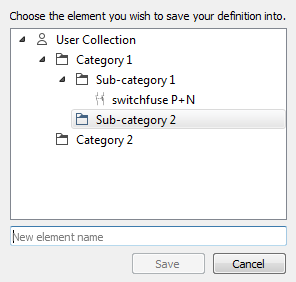 Choose the element you wish to save your definition into.
User Collection
Category 1
Sub-category 1
switchfuse P+N
Sub-category 2
Category 2
New element name
Save
Cancel